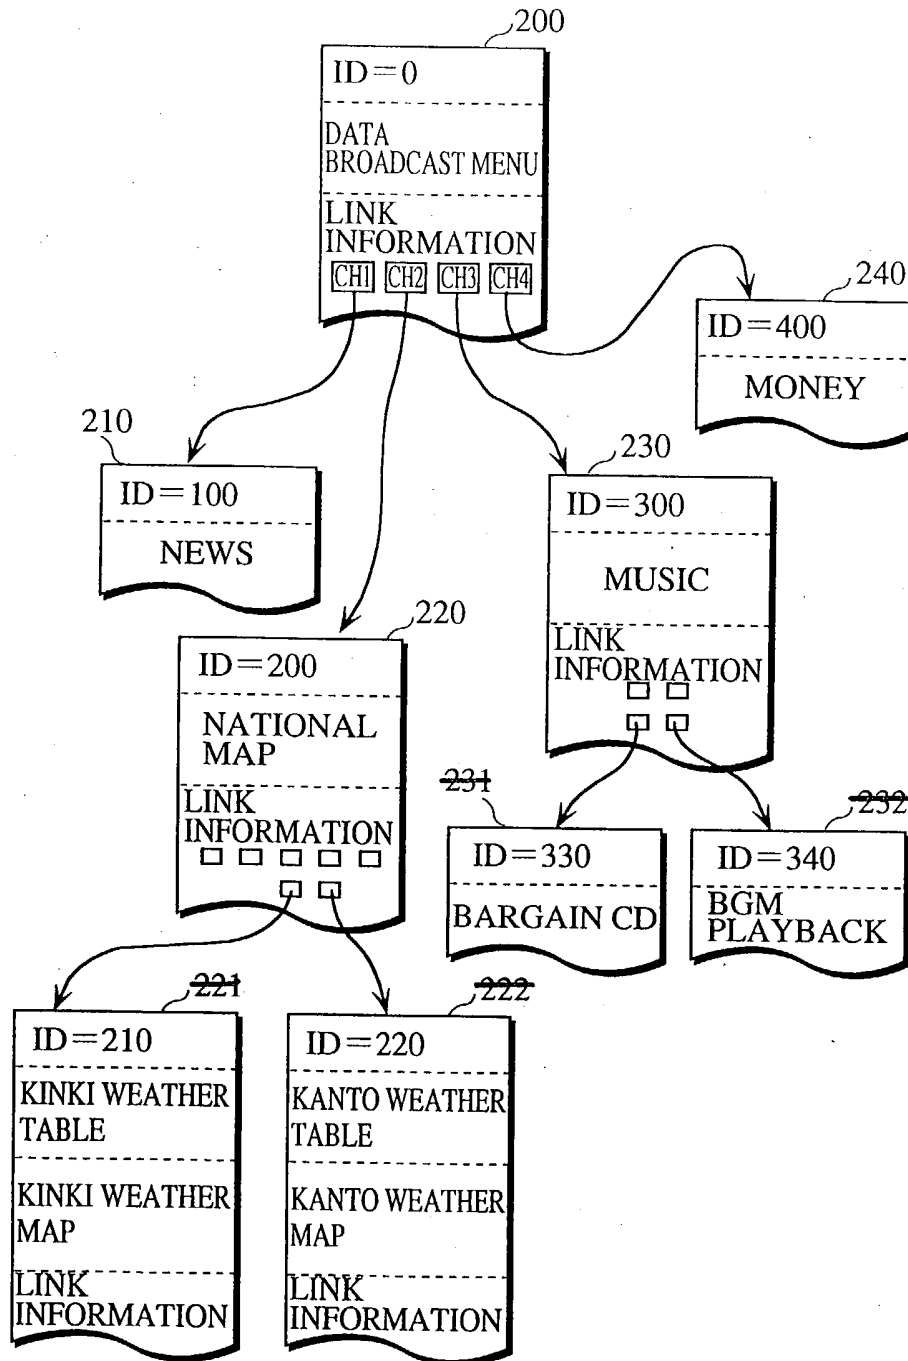 200
ID=0
DATA
BROADCAST MENU
LINK
INFORMATION
CH1 CH2 CH3 CH4
240
ID=400
MONEY
210
ID=100
NEWS
230
ID=300
MUSIC
LINK
INFORMATION
220
ID=200
NATIONAL
MAP
LINK
INFORMATION
231
ID=330
BARGAIN CD
232
ID=340
BGM
PLAYBACK
221
ID=210
KINKI WEATHER
TABLE
KINKI WEATHER
MAP
LINK
INFORMATION
222
ID=220
KANTO WEATHER
TABLE
KANTO WEATHER
MAP
LINK
INFORMATION